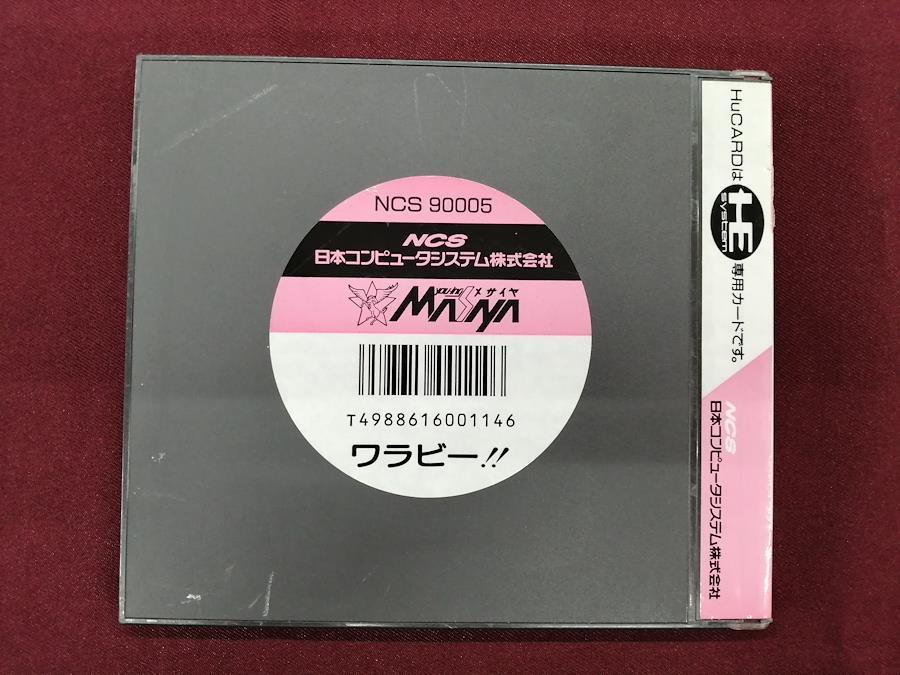 NCS 90005
NCS
日本コンピュータシステム株式会社
メサイヤ
MASAYA
T4988616001146
ワラビー!!
HuCARDは HE system 専用カードです。
NCS
日本コンピュータシステム株式会社